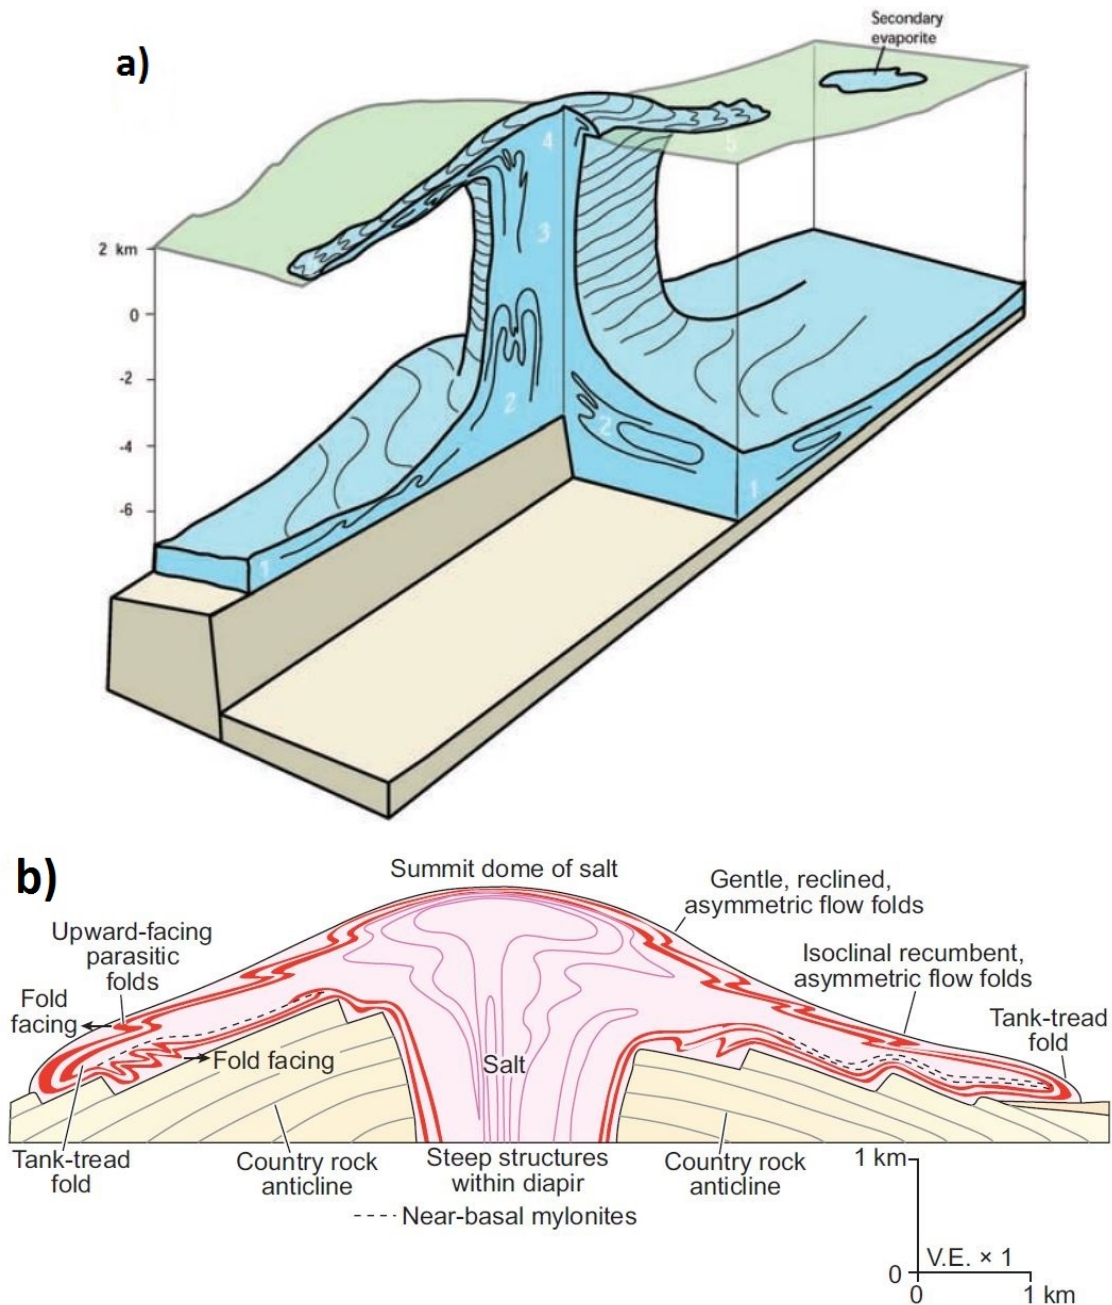 a)
Secondary
evaporite
4
5
3
2 km
0
-2
-4
-6
2
2
1
1
b)
Summit dome of salt
Gentle, reclined,
asymmetric flow folds
Upward-facing
parasitic
folds
Isoclinal recumbent,
asymmetric flow folds
Fold
facing
Tank-tread
fold
Fold facing
Salt
Tank-tread
fold
Country rock
anticline
Steep structures
within diapir
Country rock
anticline
1 km
Near-basal mylonites
V.E. × 1
0
0
1 km